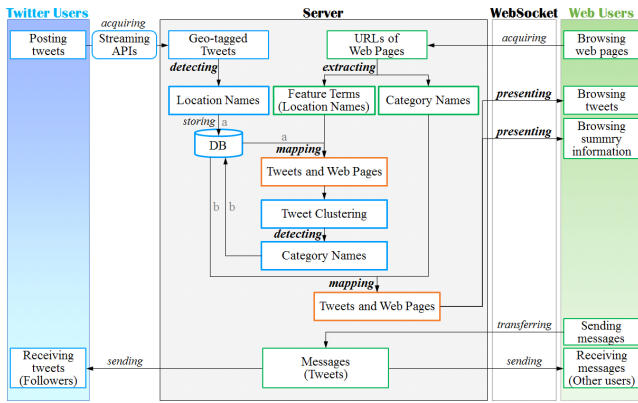 Twitter Users
Server
WebSocket
Web Users
acquiring
Posting
tweets
Streaming
APIs
Geo-tagged
Tweets
URLs of
Web Pages
acquiring
Browsing
web pages
detecting
extracting
Location Names
Feature Terms
(Location Names)
Category Names
presenting
Browsing
tweets
storing
a
DB
a
mapping
presenting
Browsing
summry
information
Tweets and Web Pages
b
b
Tweet Clustering
detecting
Category Names
mapping
Tweets and Web Pages
transferring
Sending
messages
Receiving
tweets
(Followers)
sending
Messages
(Tweets)
sending
Receiving
messages
(Other users)